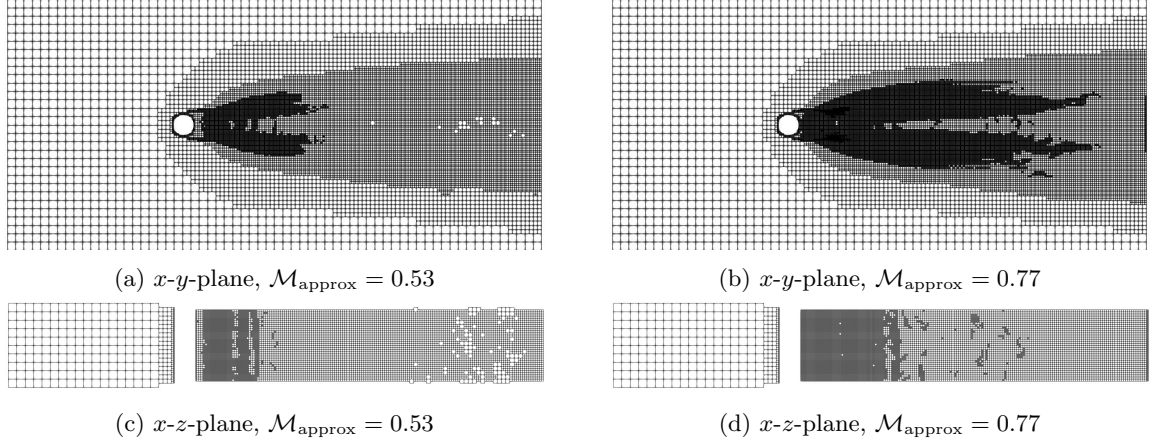 (a) x-y-plane, ℳapprox = 0.53
(b) x-y-plane, ℳapprox = 0.77
(c) x-z-plane, ℳapprox = 0.53
(d) x-z-plane, ℳapprox = 0.77